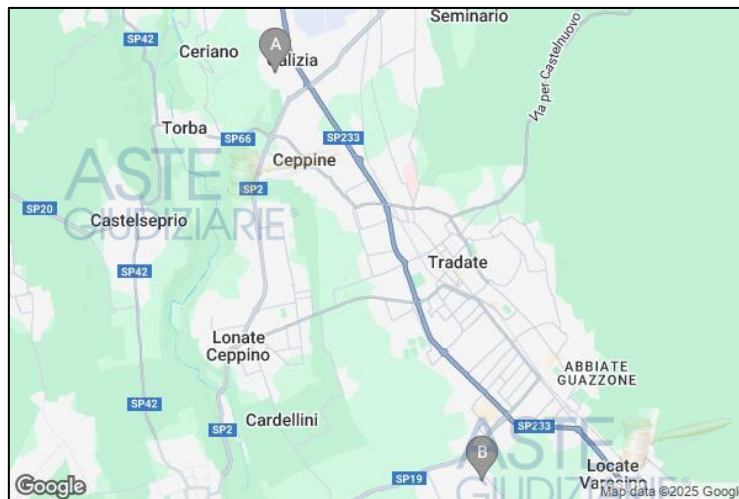 Seminario
SP42
Ceriano
A
Galizia
Via per Castelnuovo
Torba
SP66
SP233
Ceppine
SP2
ASTE
GIUDIZIARIE®
SP20
Castelseprio
SP42
Tradate
Lonate
Ceppino
ABBIATE
GUAZZONE
SP42
Cardellini
SP2
ASTE
SP233
B
Locate
Varesino
GIUDIZIARIE®
SP19
Google
Map data ©2025 Google